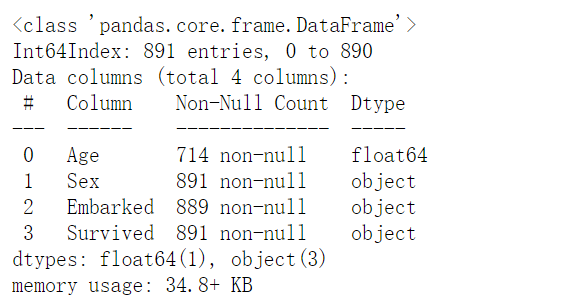 <class 'pandas.core.frame.DataFrame'>
Int64Index: 891 entries, 0 to 890
Data columns (total 4 columns):
 #   Column    Non-Null Count  Dtype
---  ------    --------------  -----
 0   Age       714 non-null    float64
 1   Sex       891 non-null    object
 2   Embarked  889 non-null    object
 3   Survived  891 non-null    object
dtypes: float64(1), object(3)
memory usage: 34.8+ KB